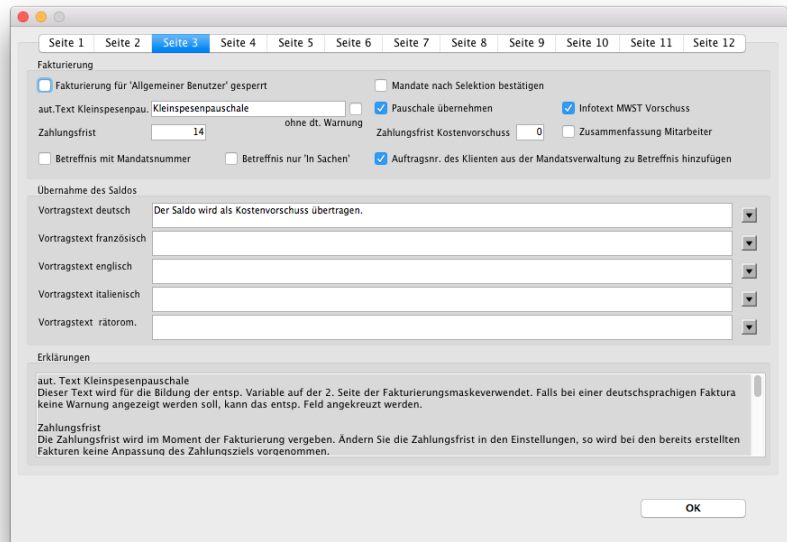 Seite 1 Seite 2 Seite 3 Seite 4 Seite 5 Seite 6 Seite 7 Seite 8 Seite 9 Seite 10 Seite 11 Seite 12
Fakturierung
Fakturierung für 'Allgemeiner Benutzer' gesperrt Mandate nach Selektion bestätigen
aut.Text Kleinspesenpau. Kleinspesenpauschale Pauschale übernehmen Infotext MWST Vorschuss
ohne dt. Warnung
Zahlungsfrist 14 Zahlungsfrist Kostenvorschuss 0 Zusammenfassung Mitarbeiter
Betreffnis mit Mandatsnummer Betreffnis nur 'In Sachen' Auftragsnr. des Klienten aus der Mandatsverwaltung zu Betreffnis hinzufügen
Übernahme des Saldos
Vortragstext deutsch Der Saldo wird als Kostenvorschuss übertragen.
Vortragstext französisch
Vortragstext englisch
Vortragstext italienisch
Vortragstext rätorom.
Erklärungen
aut. Text Kleinspesenpauschale
Dieser Text wird für die Bildung der entsp. Variable auf der 2. Seite der Fakturierungsmaskeverwendet. Falls bei einer deutschsprachigen Faktura
keine Warnung angezeigt werden soll, kann das entsp. Feld angekreuzt werden.
Zahlungsfrist
Die Zahlungsfrist wird im Moment der Fakturierung vergeben. Ändern Sie die Zahlungsfrist in den Einstellungen, so wird bei den bereits erstellten
Fakturen keine Anpassung des Zahlungsziels vorgenommen.
OK